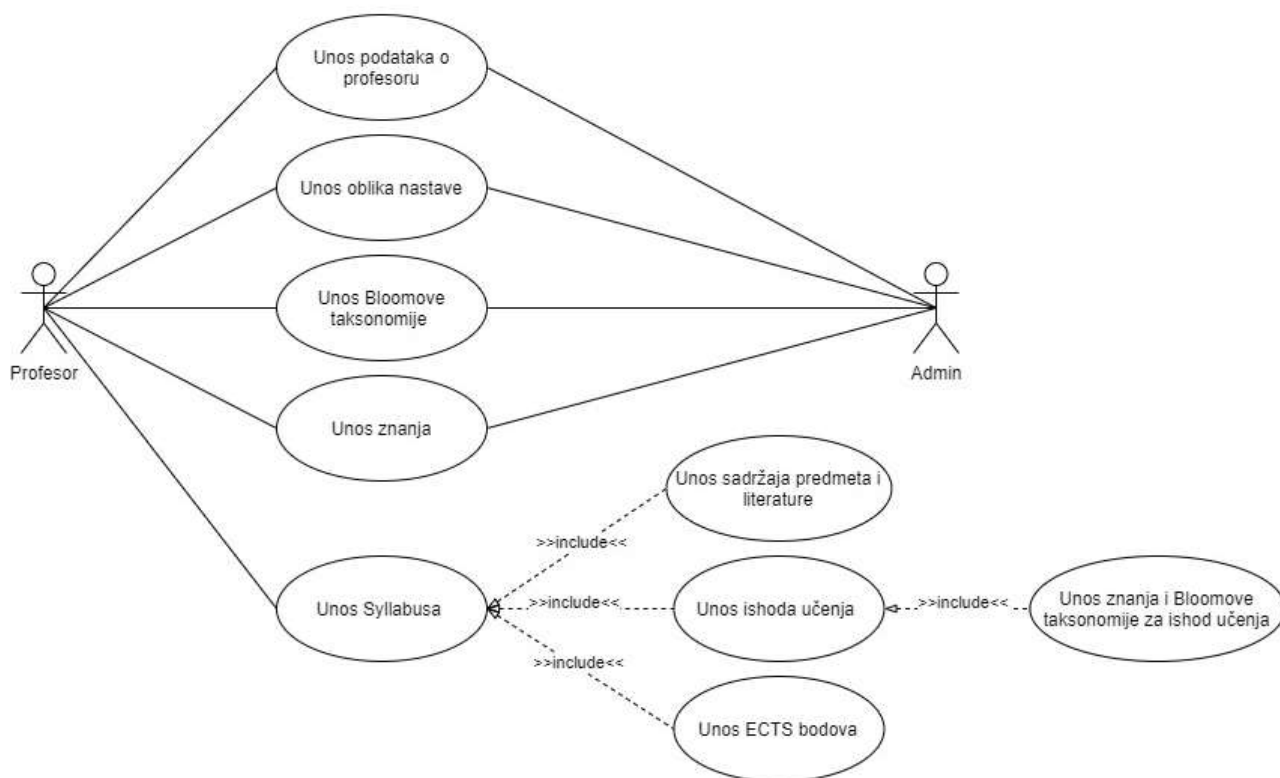 Unos podataka o
profesoru
Unos oblika nastave
Unos Bloomove
taksonomije
Profesor
Admin
Unos znanja
Unos sadržaja predmeta i
literature
>>include<<
Unos Syllabusa
>>include<<
Unos ishoda učenja
>>include<<
Unos znanja i Bloomove
taksonomije za ishod učenja
>>include<<
Unos ECTS bodova